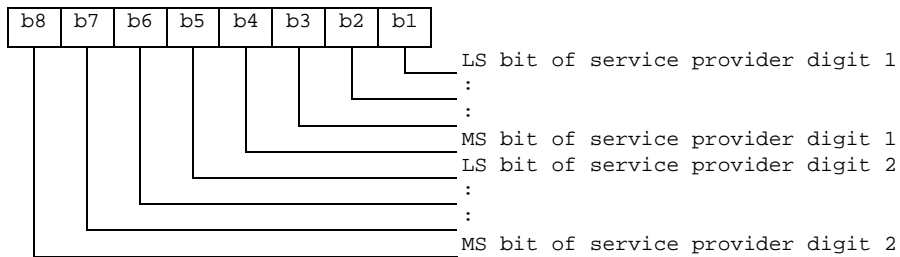 b8 b7 b6 b5 b4 b3 b2 b1
LS bit of service provider digit 1
:
:
MS bit of service provider digit 1
LS bit of service provider digit 2
:
:
MS bit of service provider digit 2